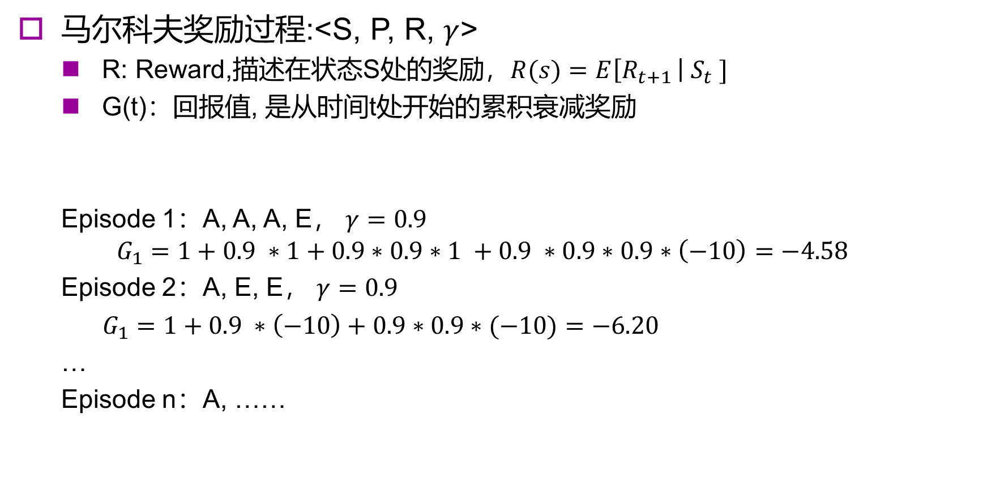 马尔科夫奖励过程:<S, P, R, γ>
R: Reward,描述在状态S处的奖励，R(s) = E[R_{t+1} | S_t ]
G(t)：回报值, 是从时间t处开始的累积衰减奖励
Episode 1：A, A, A, E， γ = 0.9
G_1 = 1 + 0.9 ∗ 1 + 0.9 ∗ 0.9 ∗ 1 + 0.9 ∗ 0.9 ∗ 0.9 ∗ (−10) = −4.58
Episode 2：A, E, E， γ = 0.9
G_1 = 1 + 0.9 ∗ (−10) + 0.9 ∗ 0.9 ∗ (−10) = −6.20
…
Episode n：A, ……